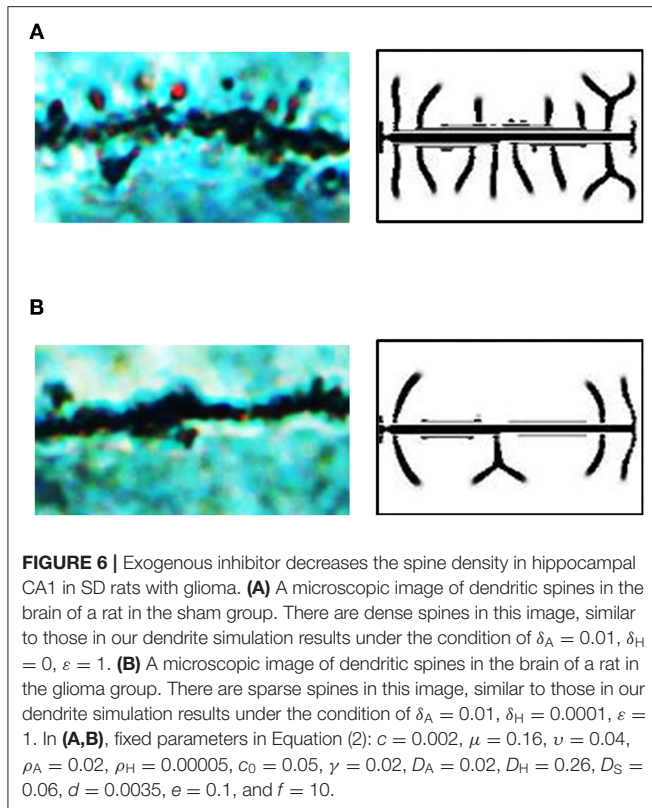 A
B
FIGURE 6 | Exogenous inhibitor decreases the spine density in hippocampal
CA1 in SD rats with glioma. (A) A microscopic image of dendritic spines in the
brain of a rat in the sham group. There are dense spines in this image, similar
to those in our dendrite simulation results under the condition of δA = 0.01, δH
= 0, ε = 1. (B) A microscopic image of dendritic spines in the brain of a rat in
the glioma group. There are sparse spines in this image, similar to those in our
dendrite simulation results under the condition of δA = 0.01, δH = 0.0001, ε =
1. In (A,B), fixed parameters in Equation (2): c = 0.002, μ = 0.16, υ = 0.04,
ρA = 0.02, ρH = 0.00005, c0 = 0.05, γ = 0.02, DA = 0.02, DH = 0.26, DS =
0.06, d = 0.0035, e = 0.1, and f = 10.